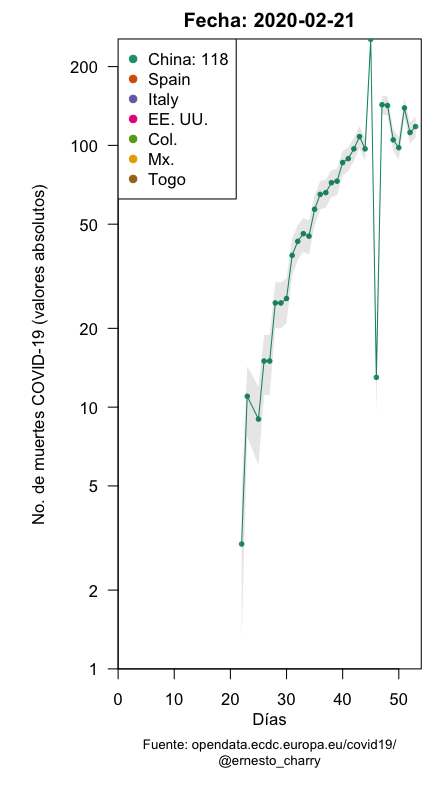 Fecha: 2020-02-21
China: 118
Spain
Italy
EE. UU.
Col.
Mx.
Togo
No. de muertes COVID-19 (valores absolutos)
200
100
50
20
10
5
2
1
0 10 20 30 40 50
Días
Fuente: opendata.ecdc.europa.eu/covid19/
@ernesto_charry